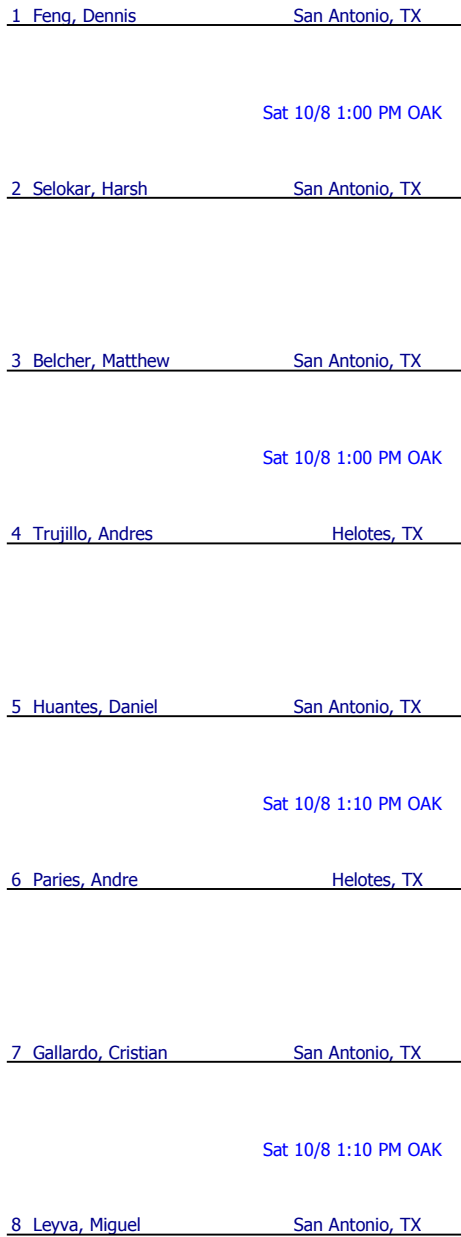 1 Feng, Dennis San Antonio, TX
Sat 10/8 1:00 PM OAK
2 Selokar, Harsh San Antonio, TX
3 Belcher, Matthew San Antonio, TX
Sat 10/8 1:00 PM OAK
4 Trujillo, Andres Helotes, TX
5 Huantes, Daniel San Antonio, TX
Sat 10/8 1:10 PM OAK
6 Paries, Andre Helotes, TX
7 Gallardo, Cristian San Antonio, TX
Sat 10/8 1:10 PM OAK
8 Leyva, Miguel San Antonio, TX